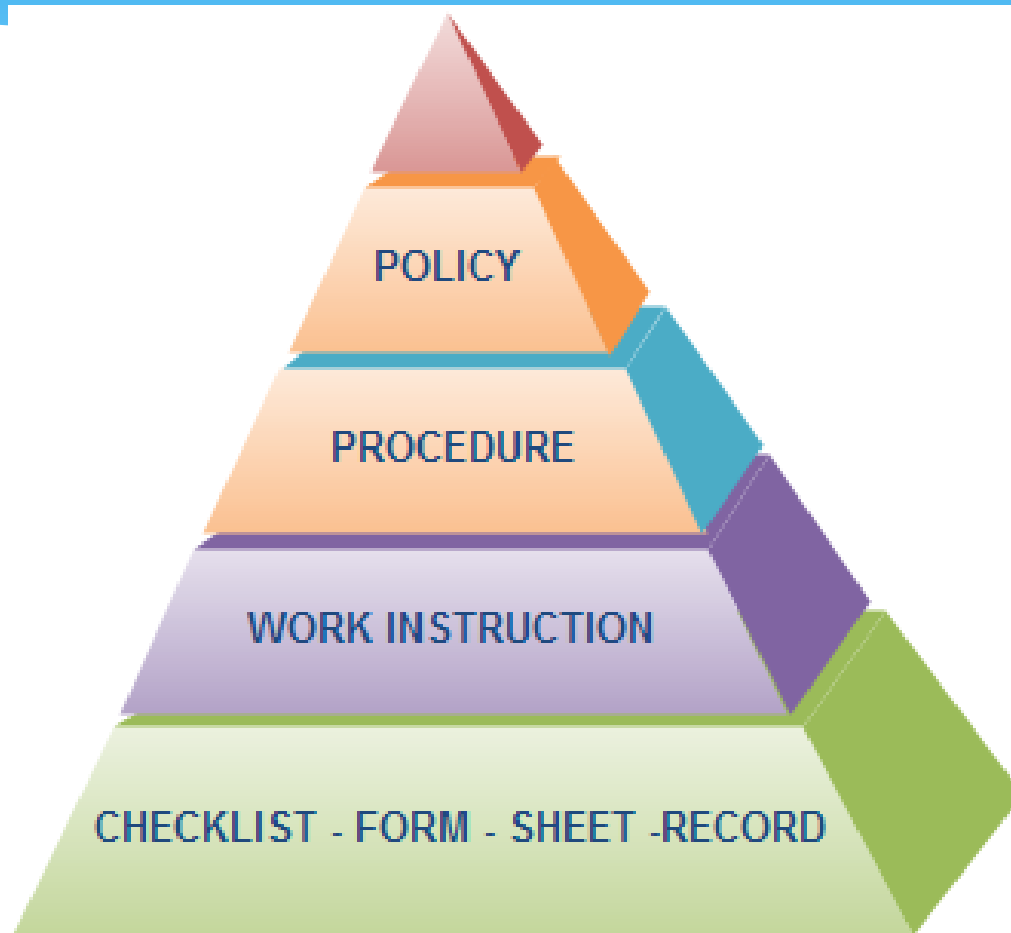 POLICY
PROCEDURE
WORK INSTRUCTION
CHECKLIST - FORM - SHEET -RECORD